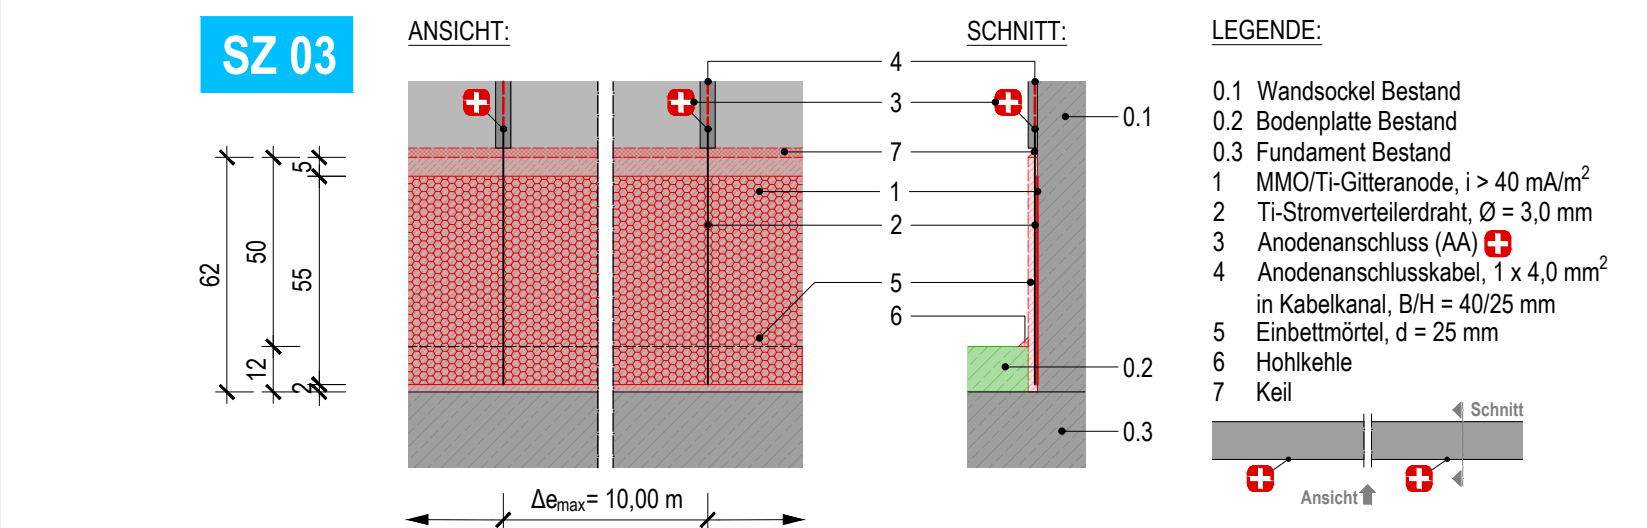 SZ 03
ANSICHT:
SCHNITT:
LEGENDE:
4
3
7
1
2
5
6
0.1
0.2
0.3
5
50
55
62
12
2
Δemax= 10,00 m
0.1 Wandsockel Bestand
0.2 Bodenplatte Bestand
0.3 Fundament Bestand
1 MMO/Ti-Gitteranode, i > 40 mA/m²
2 Ti-Stromverteilerdraht, Ø = 3,0 mm
3 Anodenanschluss (AA)
4 Anodenanschlusskabel, 1 x 4,0 mm²
in Kabelkanal, B/H = 40/25 mm
5 Einbettmörtel, d = 25 mm
6 Hohlkehle
7 Keil
Schnitt
Ansicht